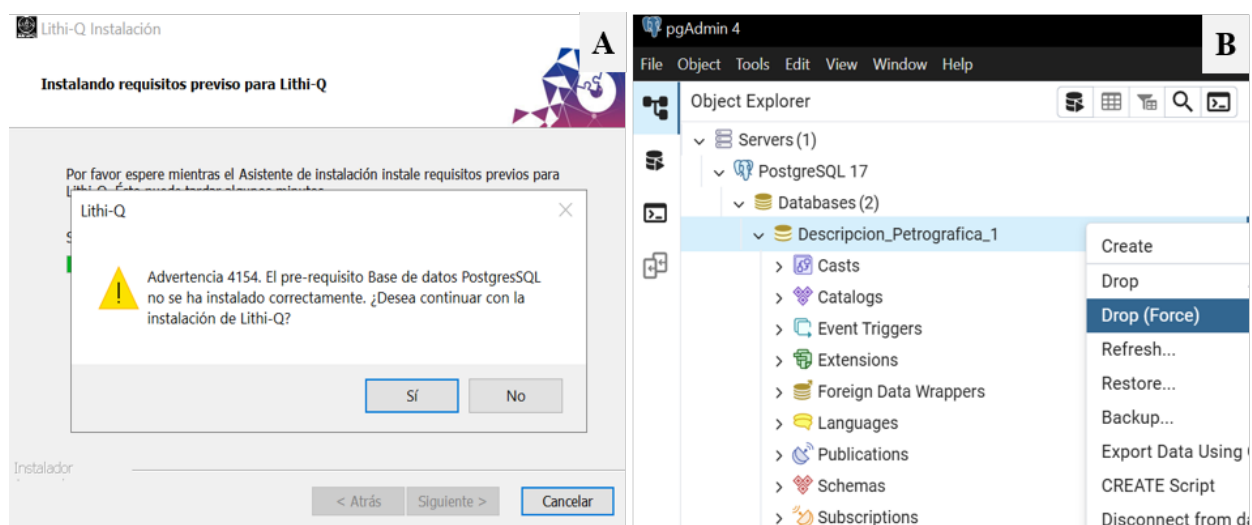 Lithi-Q Instalación
A
Instalando requisitos previso para Lithi-Q
Por favor espere mientras el Asistente de instalación instale requisitos previos para
Lithi-Q
Advertencia 4154. El pre-requisito Base de datos PostgresSQL
no se ha instalado correctamente. ¿Desea continuar con la
instalación de Lithi-Q?
Sí
No
Instalador
< Atrás
Siguiente >
Cancelar
pgAdmin 4
B
File Object Tools Edit View Window Help
Object Explorer
Servers (1)
PostgreSQL 17
Databases (2)
Descripcion_Petrografica_1
Casts
Catalogs
Event Triggers
Extensions
Foreign Data Wrappers
Languages
Publications
Schemas
Subscriptions
Create
Drop
Drop (Force)
Refresh...
Restore...
Backup...
Export Data Using
CREATE Script
Disconnect from